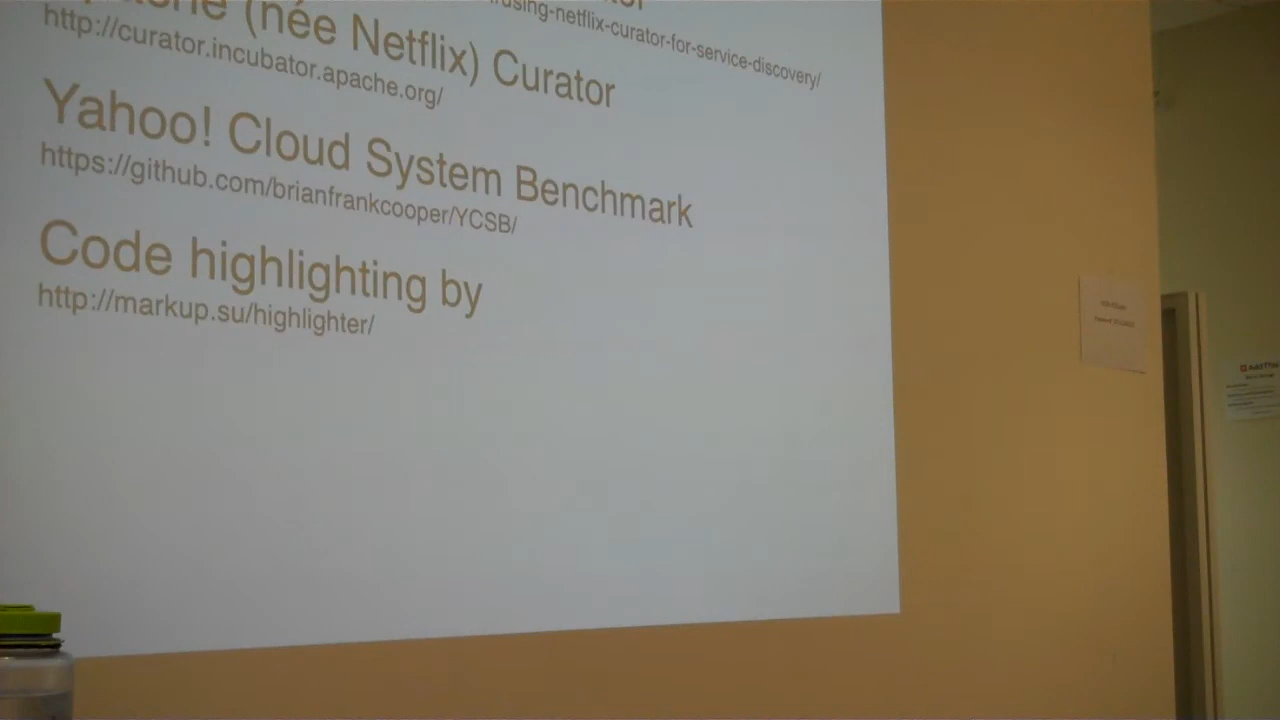 using-netflix-curator-for-service-discovery/
(née Netflix) Curator
http://curator.incubator.apache.org/
Yahoo! Cloud System Benchmark
https://github.com/brianfrankcooper/YCSB/
Code highlighting by
http://markup.su/highlighter/
AddThis